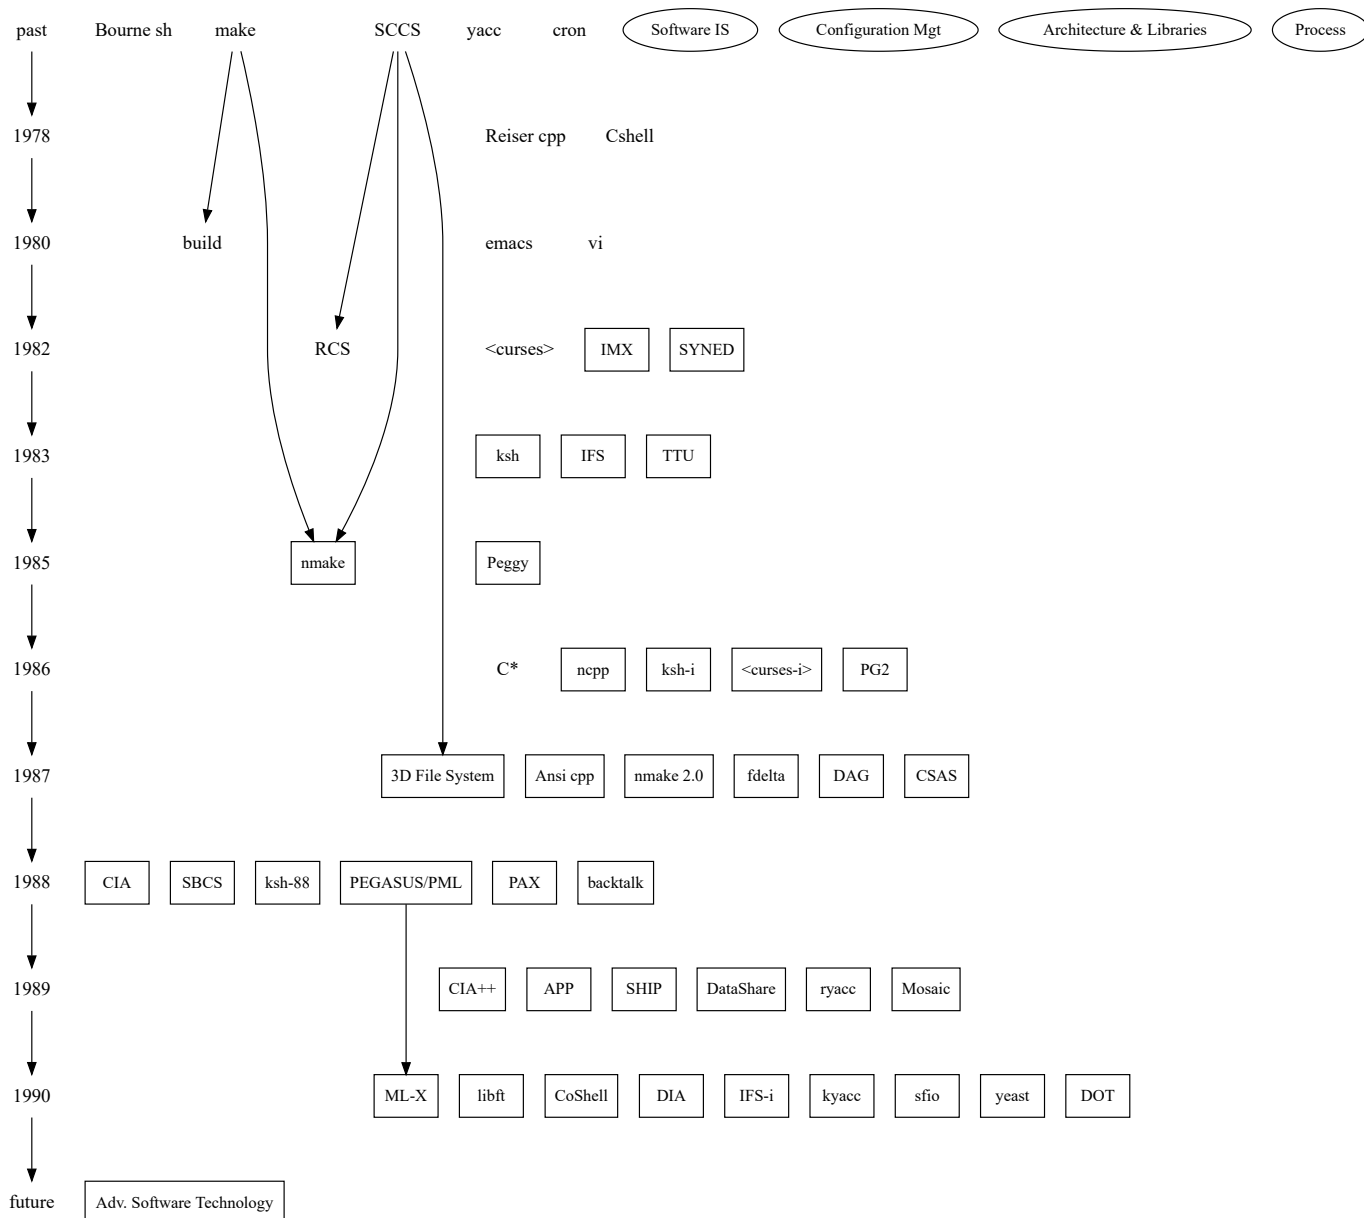 past Bourne sh make SCCS yacc cron Software IS Configuration Mgt Architecture & Libraries Process
1978 Reiser cpp Cshell
1980 build emacs vi
1982 RCS <curses> IMX SYNED
1983 ksh IFS TTU
1985 nmake Peggy
1986 C* ncpp ksh-i <curses-i> PG2
1987 3D File System Ansi cpp nmake 2.0 fdelta DAG CSAS
1988 CIA SBCS ksh-88 PEGASUS/PML PAX backtalk
1989 CIA++ APP SHIP DataShare ryacc Mosaic
1990 ML-X libft CoShell DIA IFS-i kyacc sfio yeast DOT
future Adv. Software Technology